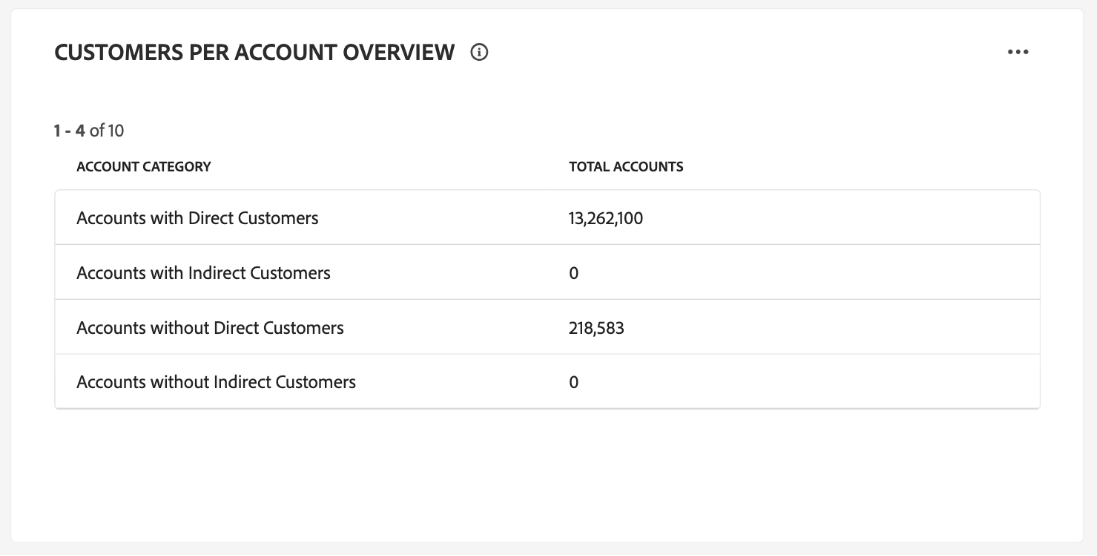 CUSTOMERS PER ACCOUNT OVERVIEW
1 - 4 of 10
ACCOUNT CATEGORY TOTAL ACCOUNTS
Accounts with Direct Customers 13,262,100
Accounts with Indirect Customers 0
Accounts without Direct Customers 218,583
Accounts without Indirect Customers 0